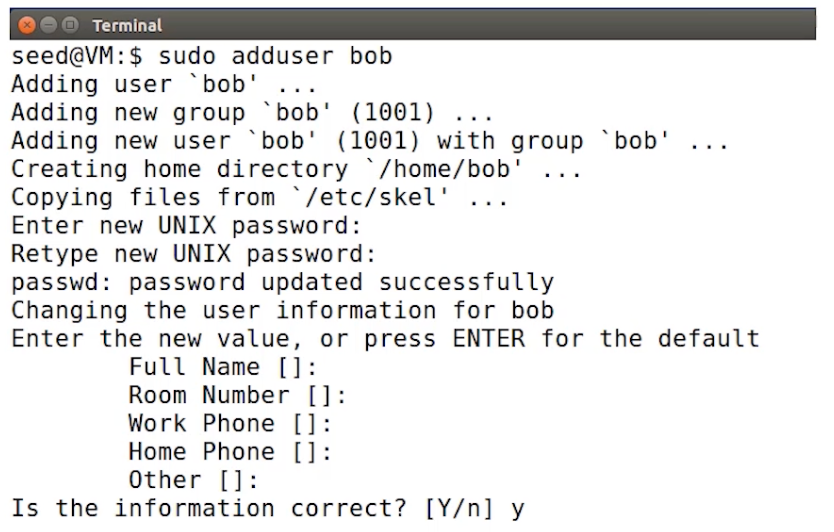 Terminal
seed@VM:$ sudo adduser bob
Adding user `bob' ...
Adding new group `bob' (1001) ...
Adding new user `bob' (1001) with group `bob' ...
Creating home directory `/home/bob' ...
Copying files from `/etc/skel' ...
Enter new UNIX password:
Retype new UNIX password:
passwd: password updated successfully
Changing the user information for bob
Enter the new value, or press ENTER for the default
        Full Name []:
        Room Number []:
        Work Phone []:
        Home Phone []:
        Other []:
Is the information correct? [Y/n] y